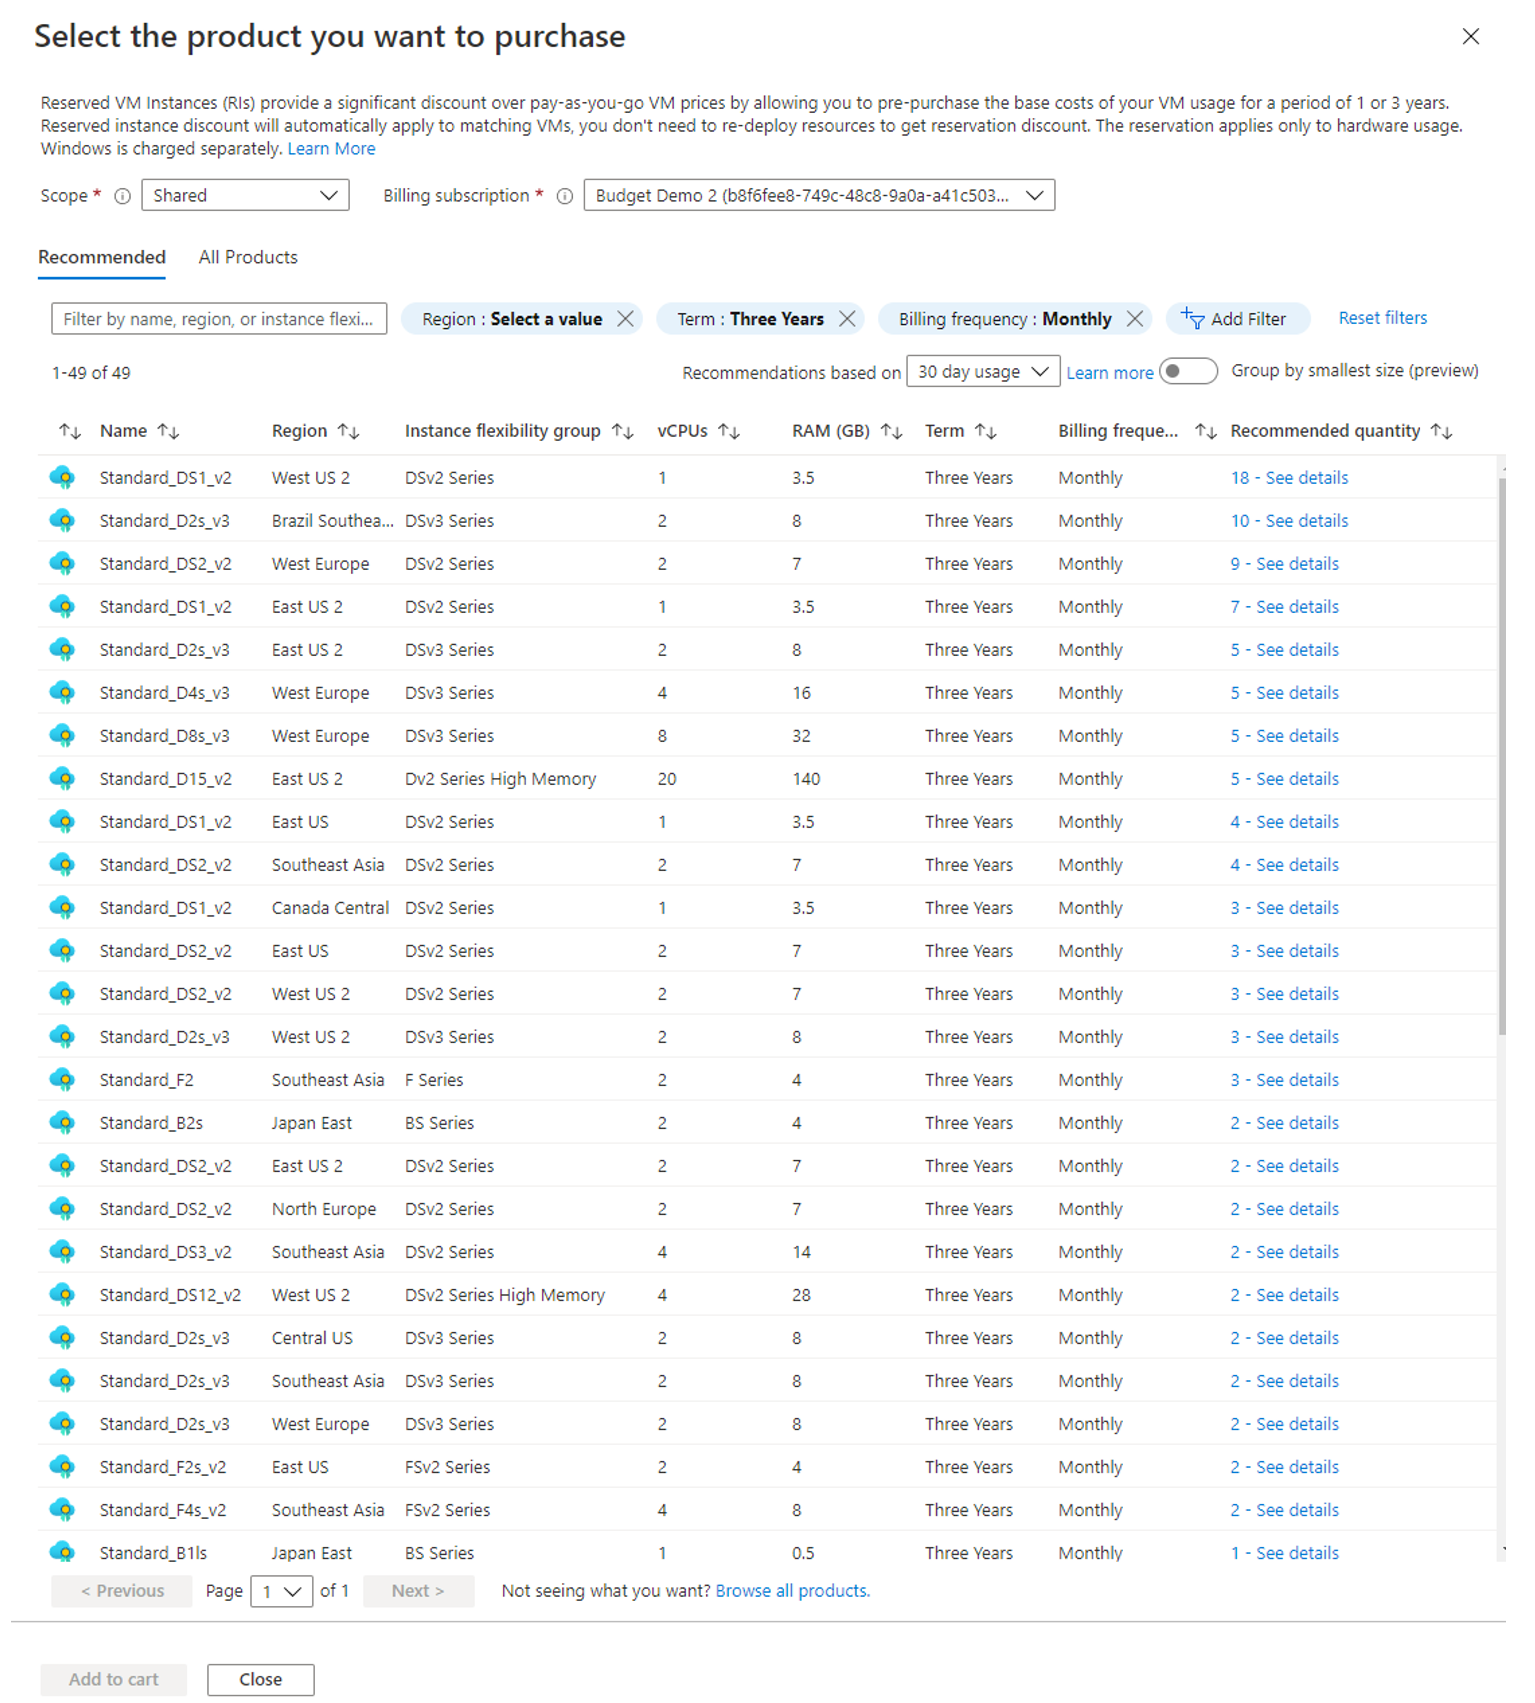 Select the product you want to purchase
Reserved VM Instances (RIs) provide a significant discount over pay-as-you-go VM prices by allowing you to pre-purchase the base costs of your VM usage for a period of 1 or 3 years.
Reserved instance discount will automatically apply to matching VMs, you don't need to re-deploy resources to get reservation discount. The reservation applies only to hardware usage.
Windows is charged separately. Learn More
Scope * Shared Billing subscription * Budget Demo 2 (b8f6fee8-749c-48c8-9a0a-a41c503...
Recommended All Products
Filter by name, region, or instance flexi... Region : Select a value Term : Three Years Billing frequency : Monthly Add Filter Reset filters
1-49 of 49 Recommendations based on 30 day usage Learn more Group by smallest size (preview)
Name Region Instance flexibility group vCPUs RAM (GB) Term Billing freque... Recommended quantity
Standard_DS1_v2 West US 2 DSv2 Series 1 3.5 Three Years Monthly 18 - See details
Standard_D2s_v3 Brazil Southea... DSv3 Series 2 8 Three Years Monthly 10 - See details
Standard_DS2_v2 West Europe DSv2 Series 2 7 Three Years Monthly 9 - See details
Standard_DS1_v2 East US 2 DSv2 Series 1 3.5 Three Years Monthly 7 - See details
Standard_D2s_v3 East US 2 DSv3 Series 2 8 Three Years Monthly 5 - See details
Standard_D4s_v3 West Europe DSv3 Series 4 16 Three Years Monthly 5 - See details
Standard_D8s_v3 West Europe DSv3 Series 8 32 Three Years Monthly 5 - See details
Standard_D15_v2 East US 2 Dv2 Series High Memory 20 140 Three Years Monthly 5 - See details
Standard_DS1_v2 East US DSv2 Series 1 3.5 Three Years Monthly 4 - See details
Standard_DS2_v2 Southeast Asia DSv2 Series 2 7 Three Years Monthly 4 - See details
Standard_DS1_v2 Canada Central DSv2 Series 1 3.5 Three Years Monthly 3 - See details
Standard_DS2_v2 East US DSv2 Series 2 7 Three Years Monthly 3 - See details
Standard_DS2_v2 West US 2 DSv2 Series 2 7 Three Years Monthly 3 - See details
Standard_D2s_v3 West US 2 DSv3 Series 2 8 Three Years Monthly 3 - See details
Standard_F2 Southeast Asia F Series 2 4 Three Years Monthly 3 - See details
Standard_B2s Japan East BS Series 2 4 Three Years Monthly 2 - See details
Standard_DS2_v2 East US 2 DSv2 Series 2 7 Three Years Monthly 2 - See details
Standard_DS2_v2 North Europe DSv2 Series 2 7 Three Years Monthly 2 - See details
Standard_DS3_v2 Southeast Asia DSv2 Series 4 14 Three Years Monthly 2 - See details
Standard_DS12_v2 West US 2 DSv2 Series High Memory 4 28 Three Years Monthly 2 - See details
Standard_D2s_v3 Central US DSv3 Series 2 8 Three Years Monthly 2 - See details
Standard_D2s_v3 Southeast Asia DSv3 Series 2 8 Three Years Monthly 2 - See details
Standard_D2s_v3 West Europe DSv3 Series 2 8 Three Years Monthly 2 - See details
Standard_F2s_v2 East US FSv2 Series 2 4 Three Years Monthly 2 - See details
Standard_F4s_v2 Southeast Asia FSv2 Series 4 8 Three Years Monthly 2 - See details
Standard_B1ls Japan East BS Series 1 0.5 Three Years Monthly 1 - See details
< Previous Page 1 of 1 Next > Not seeing what you want? Browse all products.
Add to cart Close